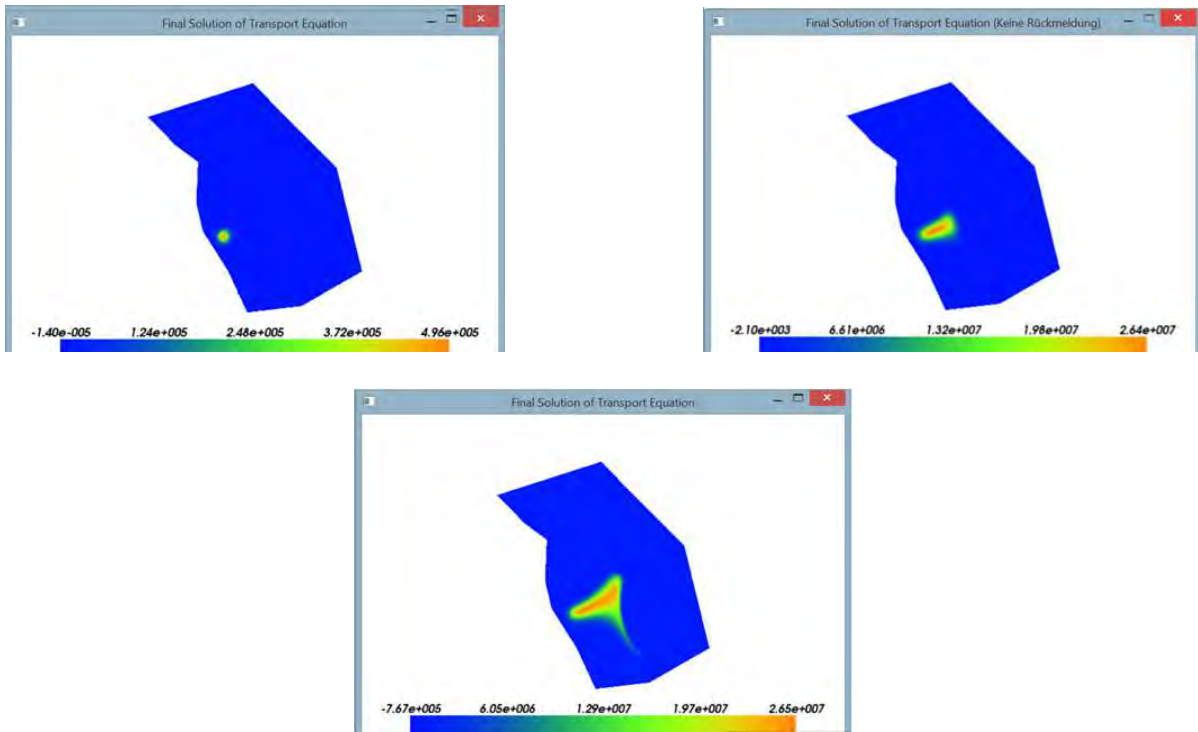 Final Solution of Transport Equation
-1.40e-005 1.24e+005 2.48e+005 3.72e+005 4.96e+005
Final Solution of Transport Equation (Keine Rückmeldung)
-2.10e+003 6.61e+006 1.32e+007 1.98e+007 2.64e+007
Final Solution of Transport Equation
-7.67e+005 6.05e+006 1.29e+007 1.97e+007 2.65e+007